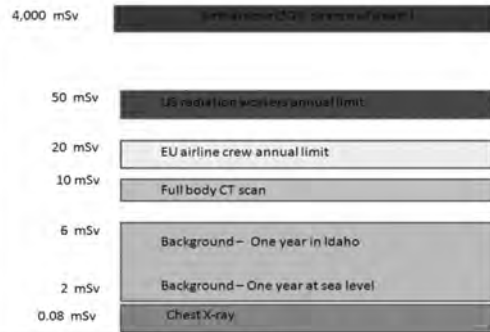 4,000 mSv
50 mSv
US radiation workers annual limit
20 mSv
EU airline crew annual limit
10 mSv
Full body CT scan
6 mSv
Background – One year in Idaho
Background – One year at sea level
2 mSv
0.08 mSv
Chest X-ray